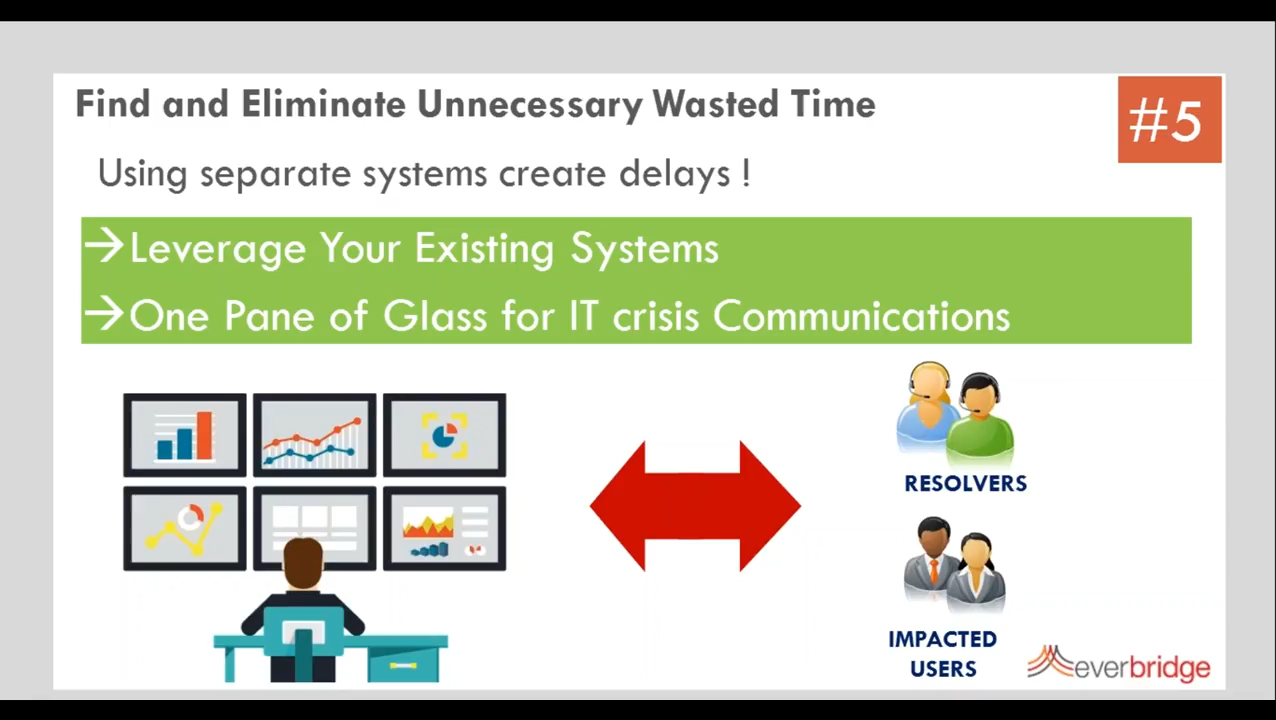 Find and Eliminate Unnecessary Wasted Time
#5
Using separate systems create delays !
→Leverage Your Existing Systems
→One Pane of Glass for IT crisis Communications
RESOLVERS
IMPACTED
USERS
everbridge